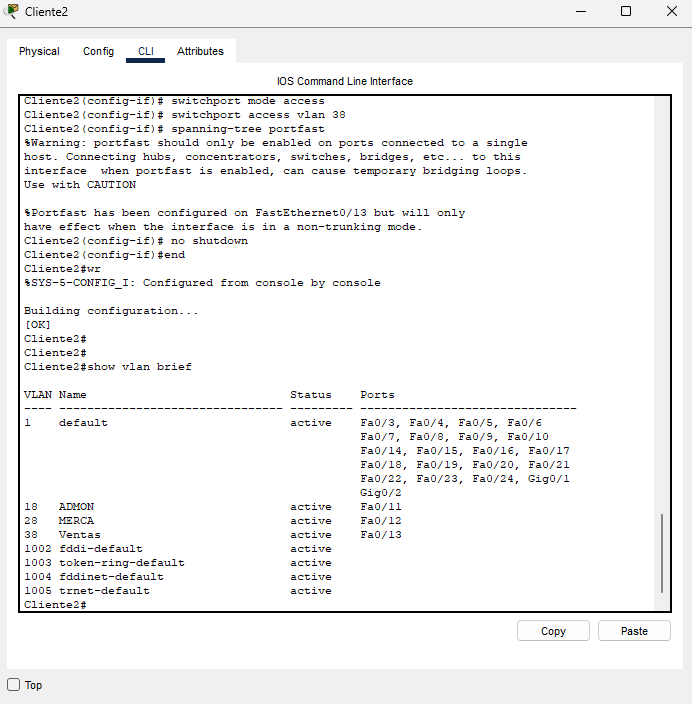 Cliente2
Physical Config CLI Attributes
IOS Command Line Interface
Cliente2(config-if)# switchport mode access
Cliente2(config-if)# switchport access vlan 38
Cliente2(config-if)# spanning-tree portfast
%Warning: portfast should only be enabled on ports connected to a single
host. Connecting hubs, concentrators, switches, bridges, etc... to this
interface  when portfast is enabled, can cause temporary bridging loops.
Use with CAUTION

%Portfast has been configured on FastEthernet0/13 but will only
have effect when the interface is in a non-trunking mode.
Cliente2(config-if)# no shutdown
Cliente2(config-if)#end
Cliente2#wr
%SYS-5-CONFIG_I: Configured from console by console

Building configuration...
[OK]
Cliente2#
Cliente2#
Cliente2#show vlan brief

VLAN Name                             Status    Ports
---- -------------------------------- --------- -------------------------------
1    default                          active    Fa0/3, Fa0/4, Fa0/5, Fa0/6
                                                Fa0/7, Fa0/8, Fa0/9, Fa0/10
                                                Fa0/14, Fa0/15, Fa0/16, Fa0/17
                                                Fa0/18, Fa0/19, Fa0/20, Fa0/21
                                                Fa0/22, Fa0/23, Fa0/24, Gig0/1
                                                Gig0/2
18   ADMON                            active    Fa0/11
28   MERCA                            active    Fa0/12
38   Ventas                           active    Fa0/13
1002 fddi-default                     active
1003 token-ring-default               active
1004 fddinet-default                  active
1005 trnet-default                    active
Cliente2#
Copy Paste
Top